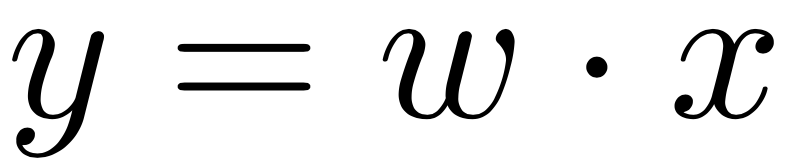 y = w · x